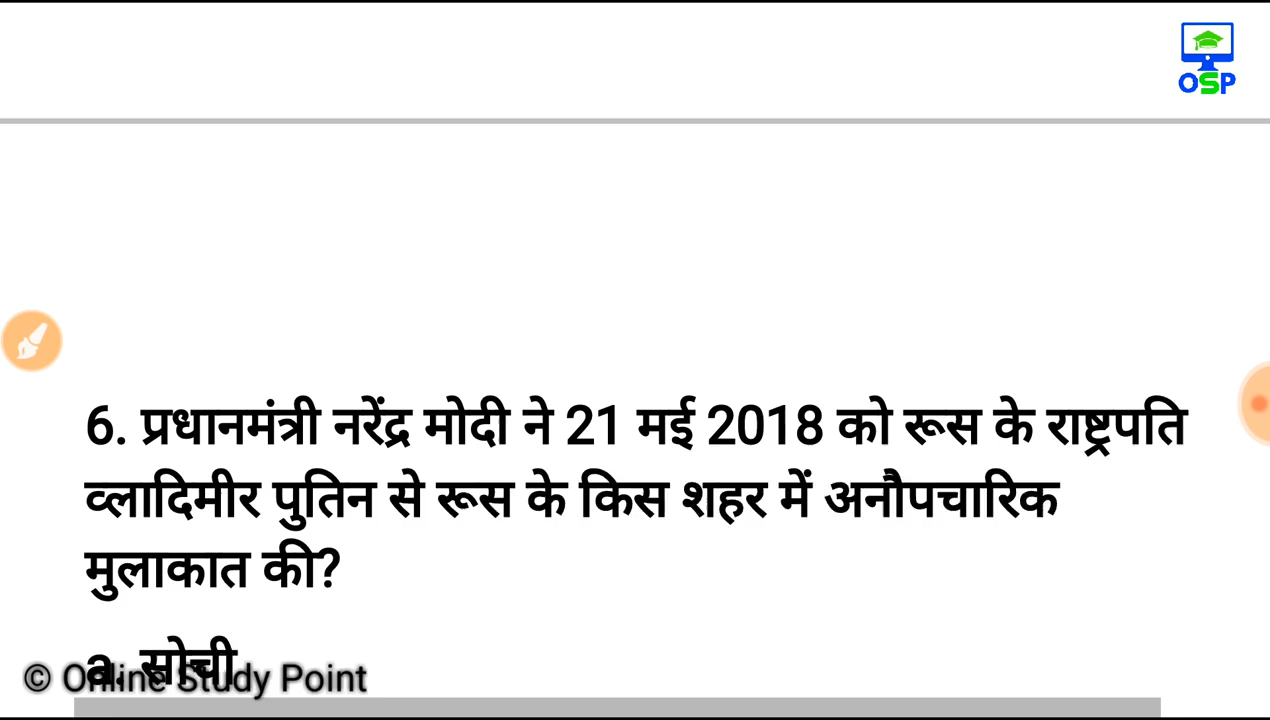 OSP
6. प्रधानमंत्री नरेंद्र मोदी ने 21 मई 2018 को रूस के राष्ट्रपति
व्लादिमीर पुतिन से रूस के किस शहर में अनौपचारिक
मुलाकात की?
a. सोची
© Online Study Point